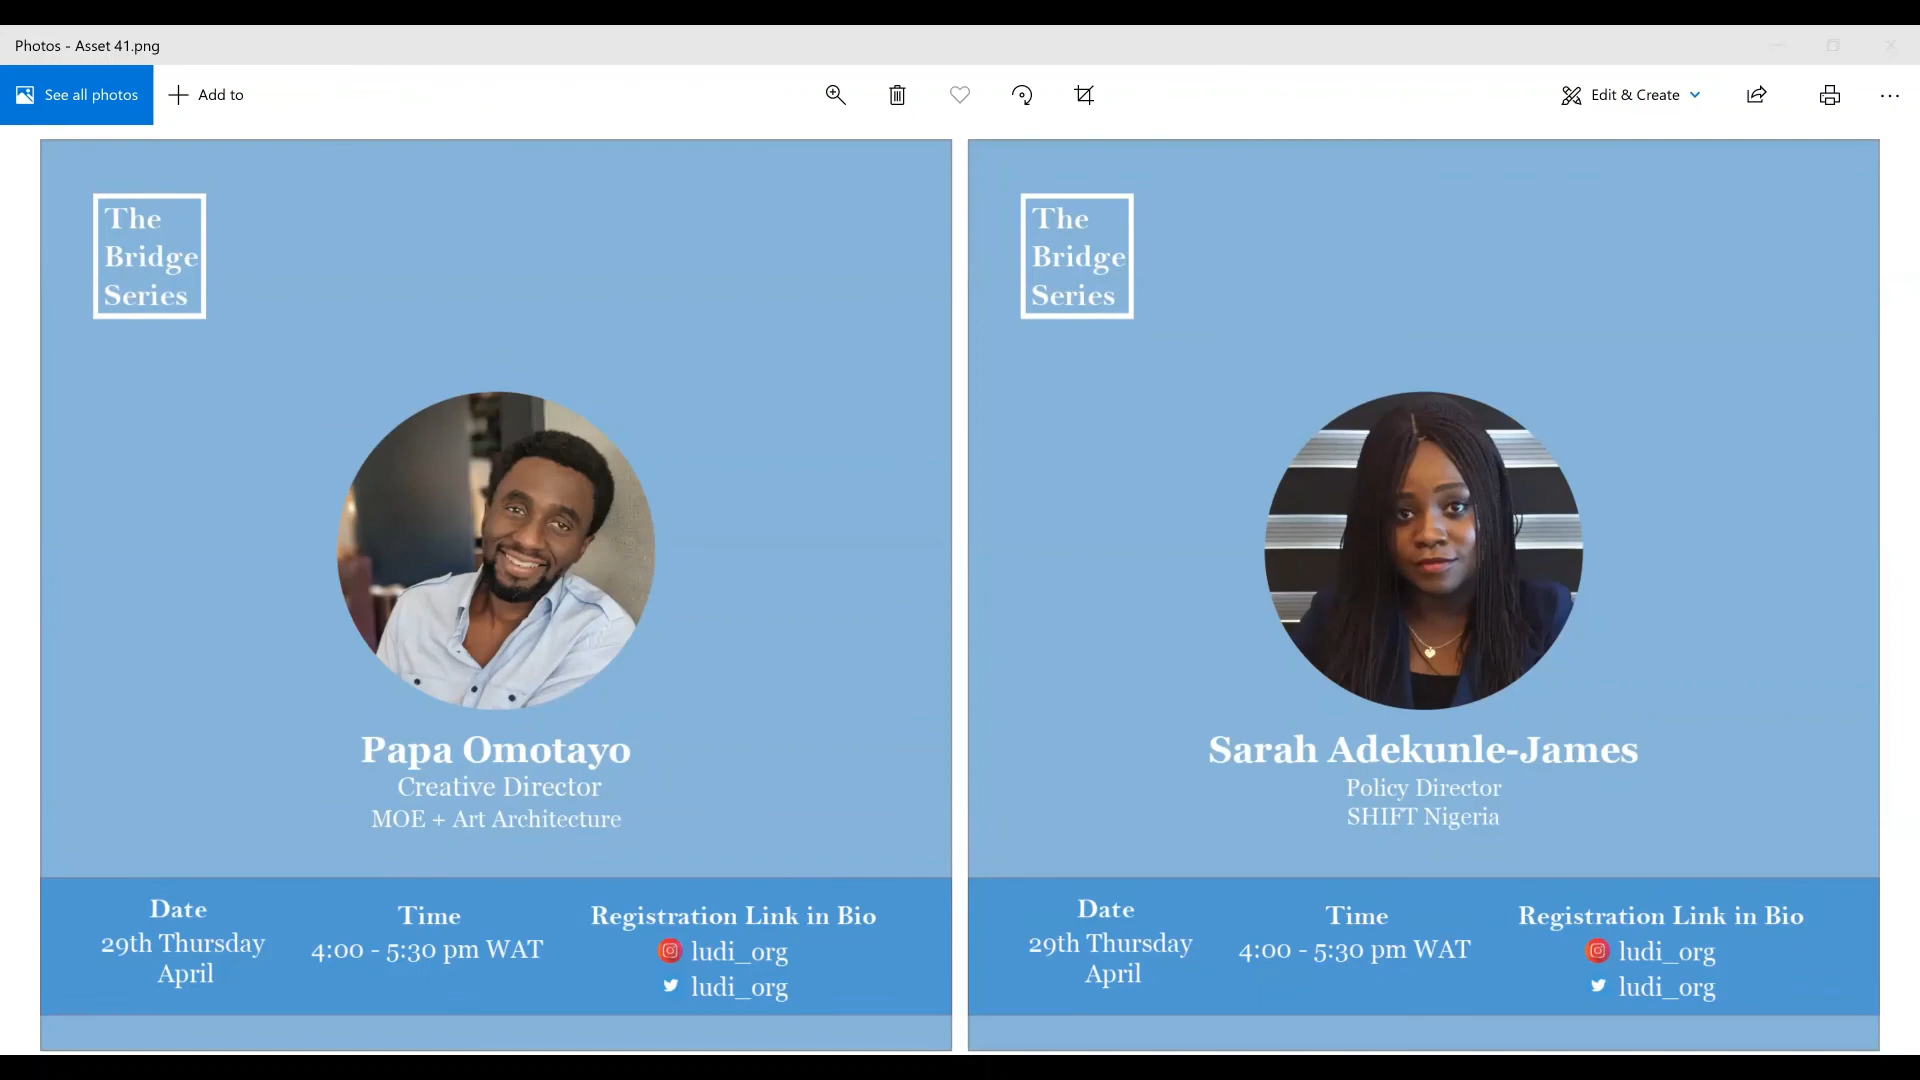 Photos - Asset 41.png
See all photos
Add to
Edit & Create
The
Bridge
Series
Papa Omotayo
Creative Director
MOE + Art Architecture
Date
29th Thursday
April
Time
4:00 - 5:30 pm WAT
Registration Link in Bio
ludi_org
ludi_org
The
Bridge
Series
Sarah Adekunle-James
Policy Director
SHIFT Nigeria
Date
29th Thursday
April
Time
4:00 - 5:30 pm WAT
Registration Link in Bio
ludi_org
ludi_org